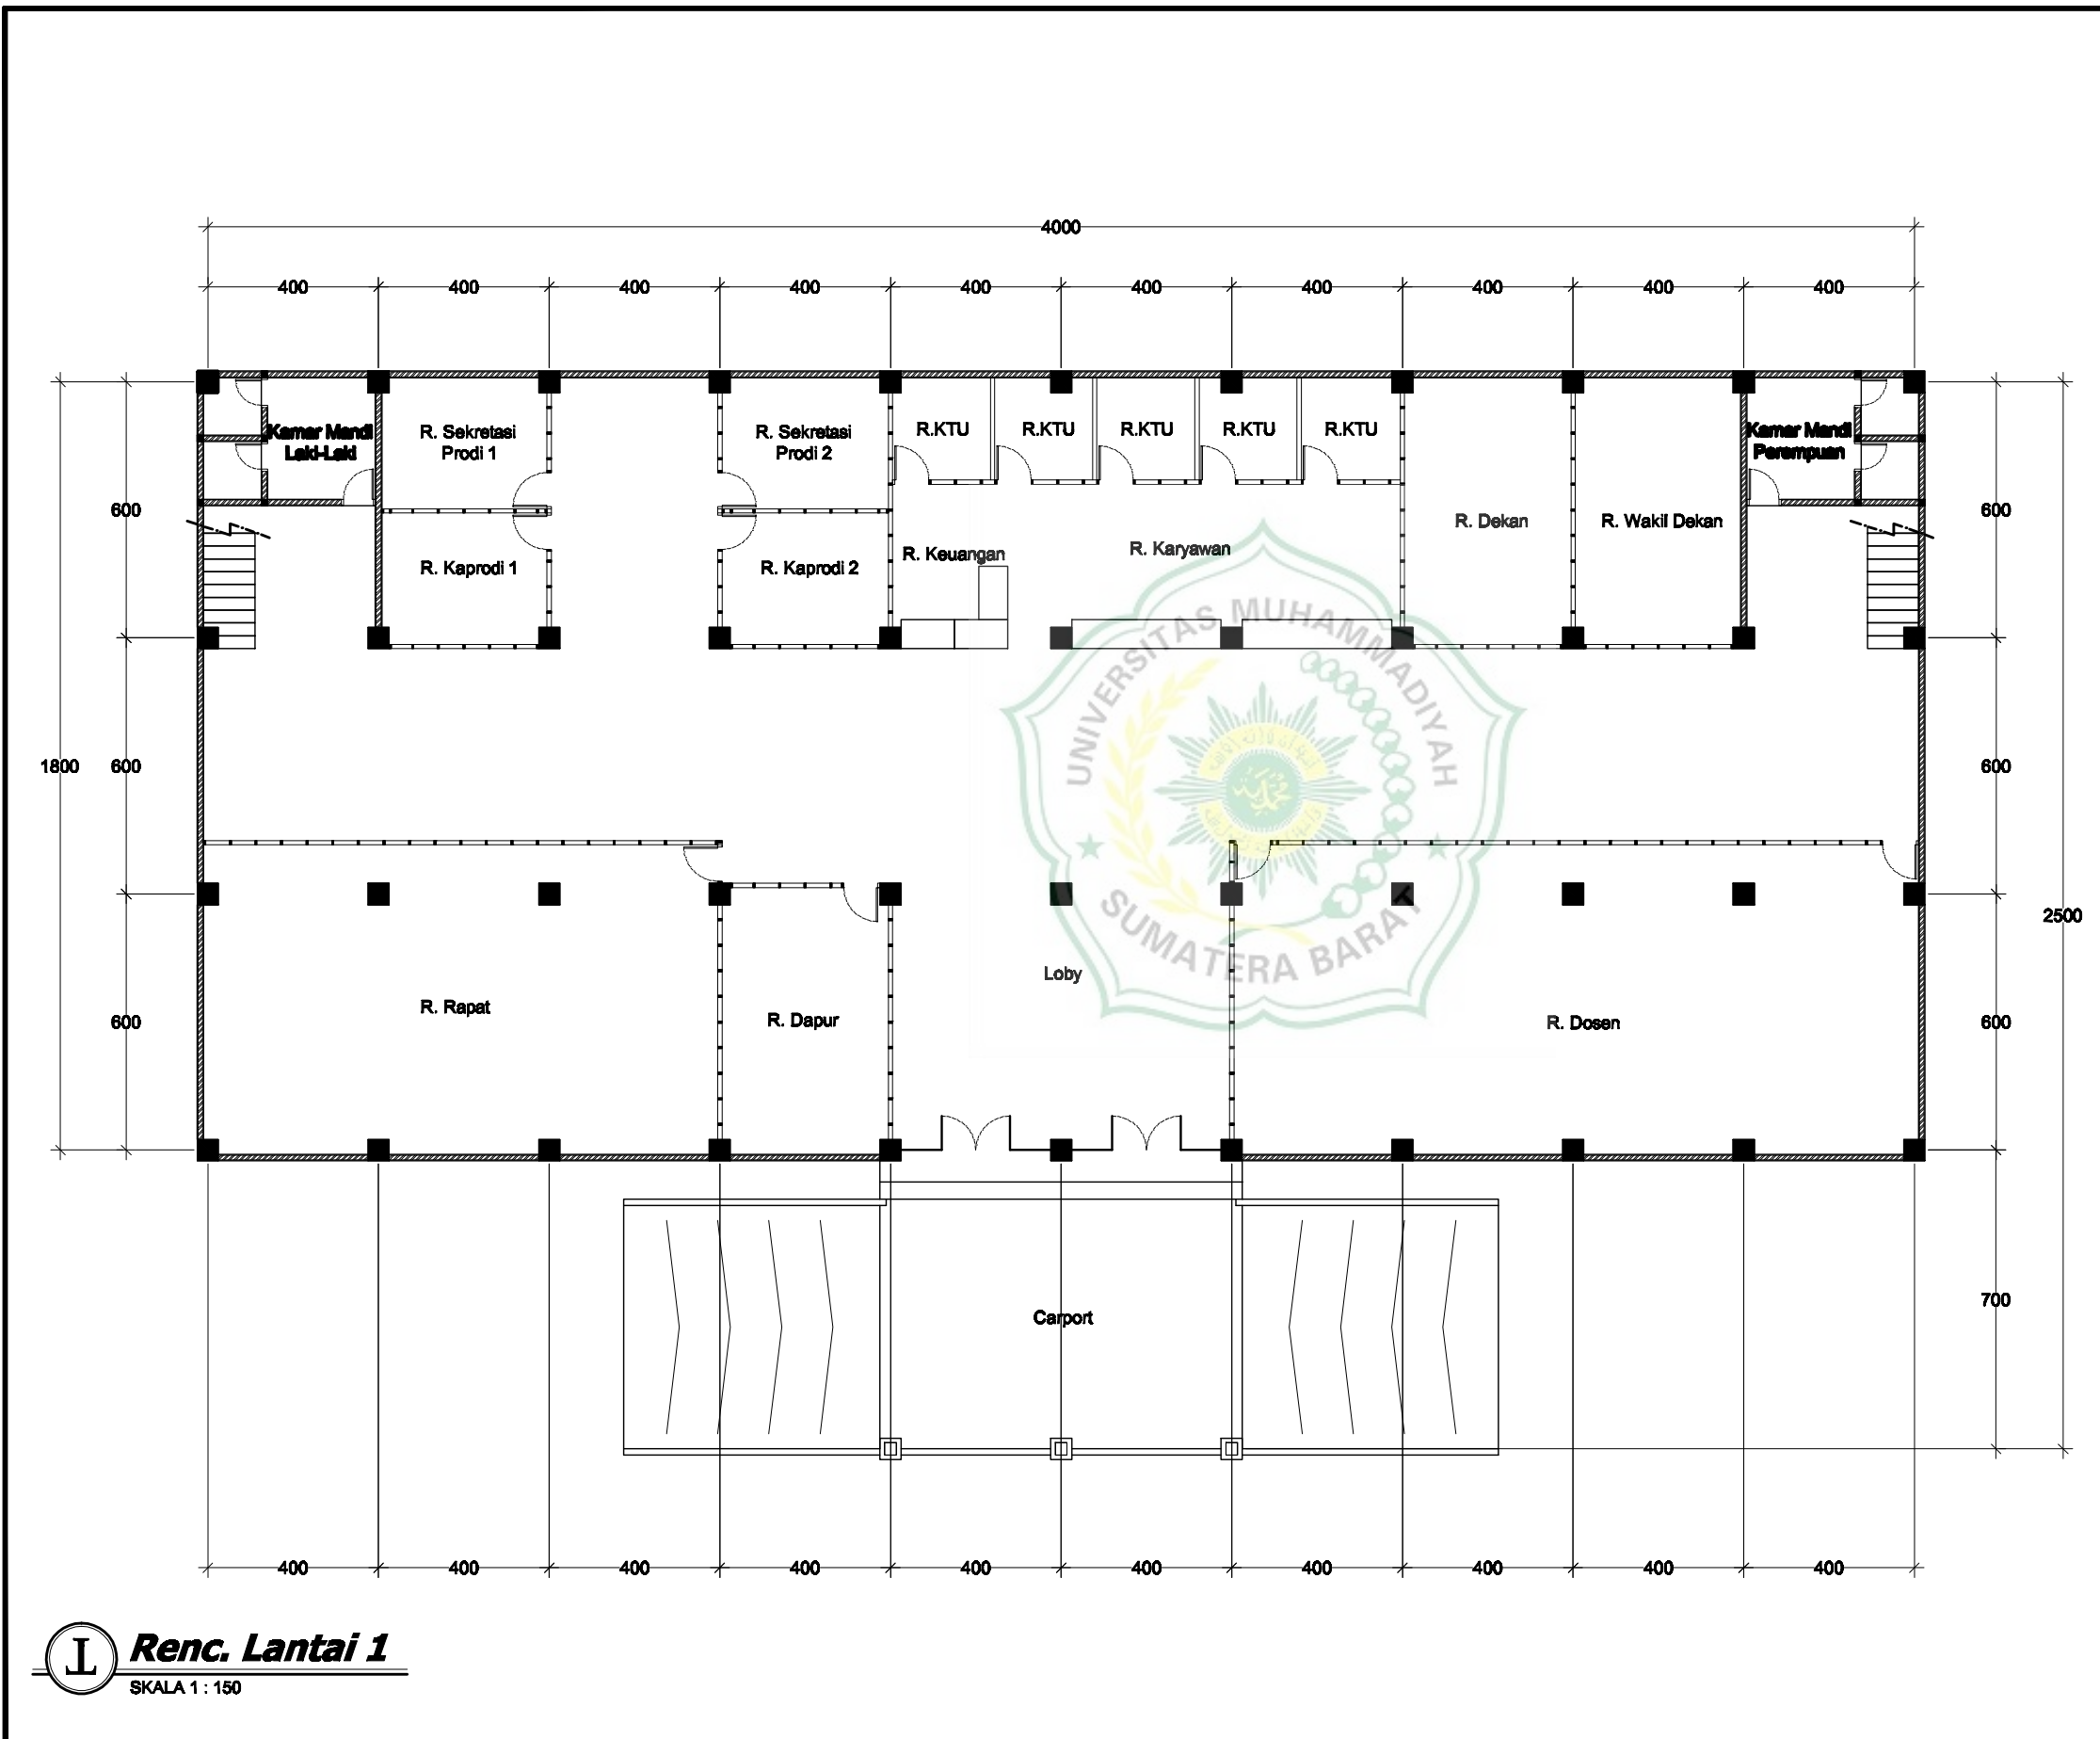 4000
400 400 400 400 400 400 400 400 400 400
Kamar Mandi
Laki-Laki
R. Sekretasi
Prodi 1
R. Sekretasi
Prodi 2
R.KTU R.KTU R.KTU R.KTU R.KTU
Kamar Mandi
Perempuan
600
600
R. Kaprodi 1
R. Kaprodi 2
R. Keuangan
R. Karyawan
R. Dekan
R. Wakil Dekan
UNIVERSITAS MUHAMMADIYAH
SUMATERA BARAT
1800
600
600
2500
R. Rapat
R. Dapur
Loby
R. Dosen
600
600
Carport
700
400 400 400 400 400 400 400 400 400 400
Renc. Lantai 1
SKALA 1 : 150